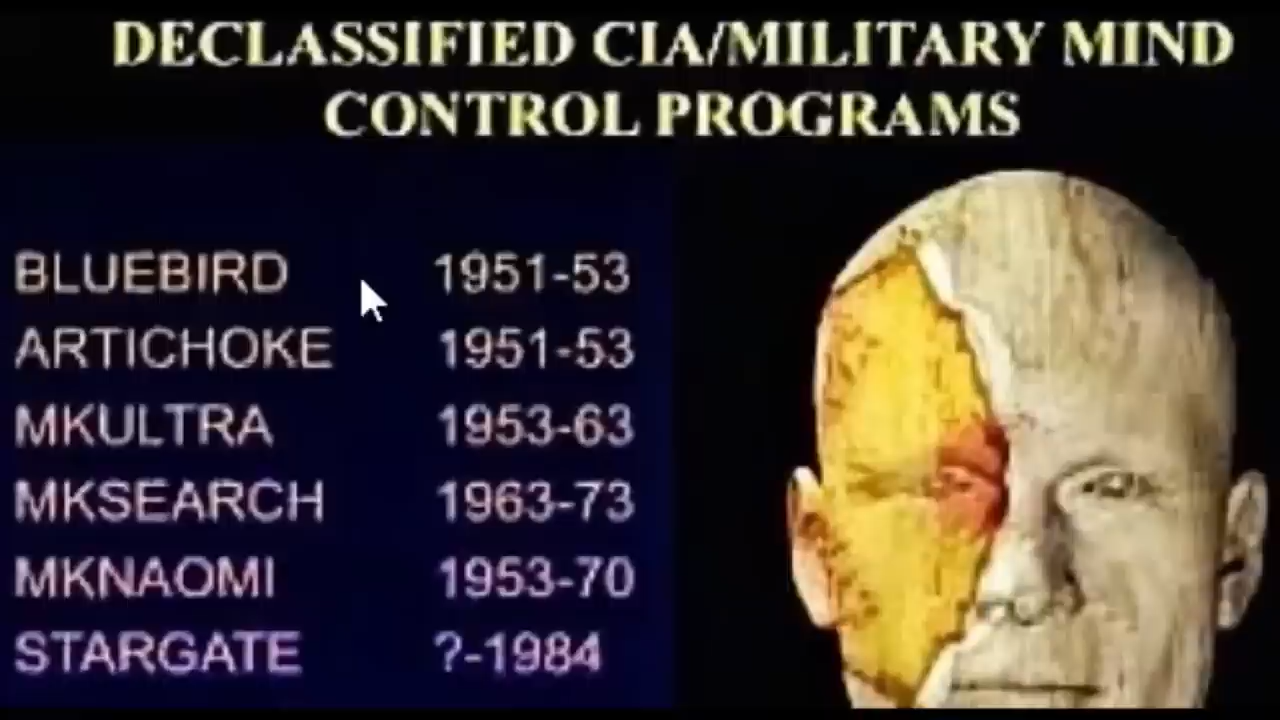 DECLASSIFIED CIA/MILITARY MIND
CONTROL PROGRAMS
BLUEBIRD 1951-53
ARTICHOKE 1951-53
MKULTRA 1953-63
MKSEARCH 1963-73
MKNAOMI 1953-70
STARGATE ?-1984